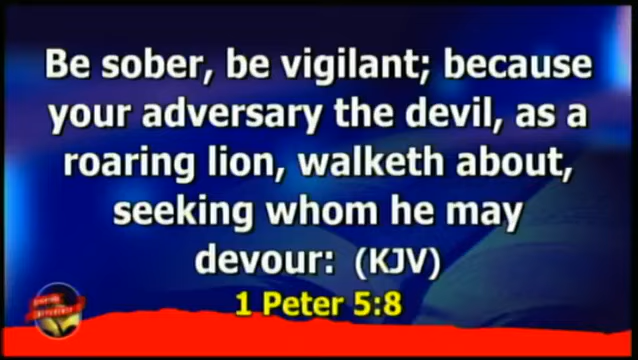 Be sober, be vigilant; because
your adversary the devil, as a
roaring lion, walketh about,
seeking whom he may
devour: (KJV)
1 Peter 5:8